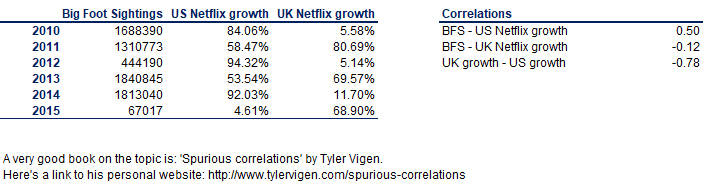 Big Foot Sightings US Netflix growth UK Netflix growth Correlations
2010 1688390 84.06% 5.58% BFS - US Netflix growth 0.50
2011 1310773 58.47% 80.69% BFS - UK Netflix growth -0.12
2012 444190 94.32% 5.14% UK growth - US growth -0.78
2013 1840845 53.54% 69.57%
2014 1813040 92.03% 11.70%
2015 67017 4.61% 68.90%
A very good book on the topic is: 'Spurious correlations' by Tyler Vigen.
Here's a link to his personal website: http://www.tylervigen.com/spurious-correlations